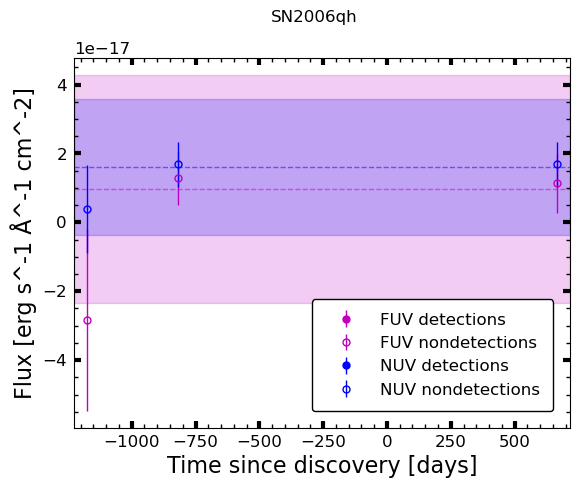 SN2006qh
1e−17
4
2
0
−2
−4
Flux [erg s^-1 Å^-1 cm^-2]
FUV detections
FUV nondetections
NUV detections
NUV nondetections
−1000 −750 −500 −250 0 250 500
Time since discovery [days]